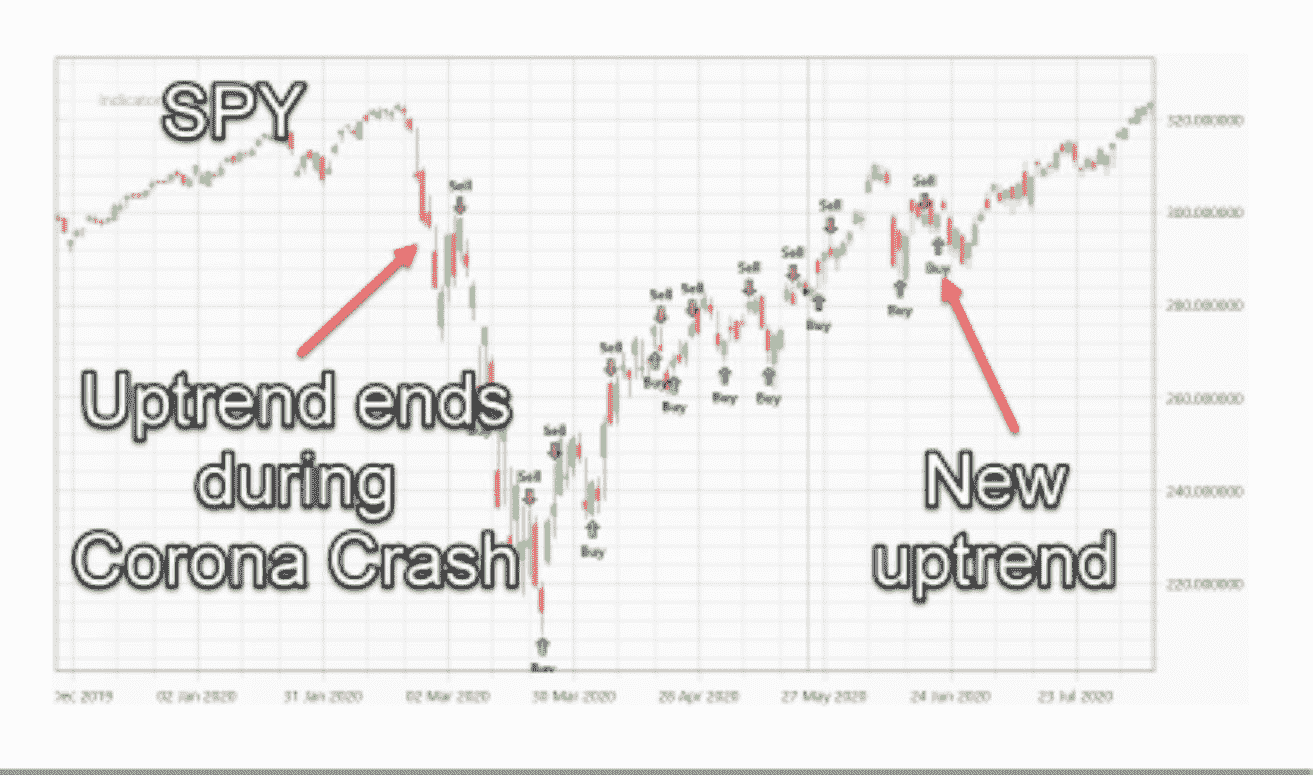 Indicator
SPY
320.000000
Sell
Sell
Sell
Sell
300.000000
Sell
Sell
Buy
Sell
Sell
280.000000
Buy
Buy
Sell
Uptrend ends
during
Corona Crash
Buy
Buy
Buy
Buy
260.000000
Buy
Sell
Sell
New
uptrend
240.000000
Buy
220.000000
Buy
Dec 2019
02 Jan 2020
31 Jan 2020
02 Mar 2020
30 Mar 2020
28 Apr 2020
27 May 2020
24 Jun 2020
23 Jul 2020